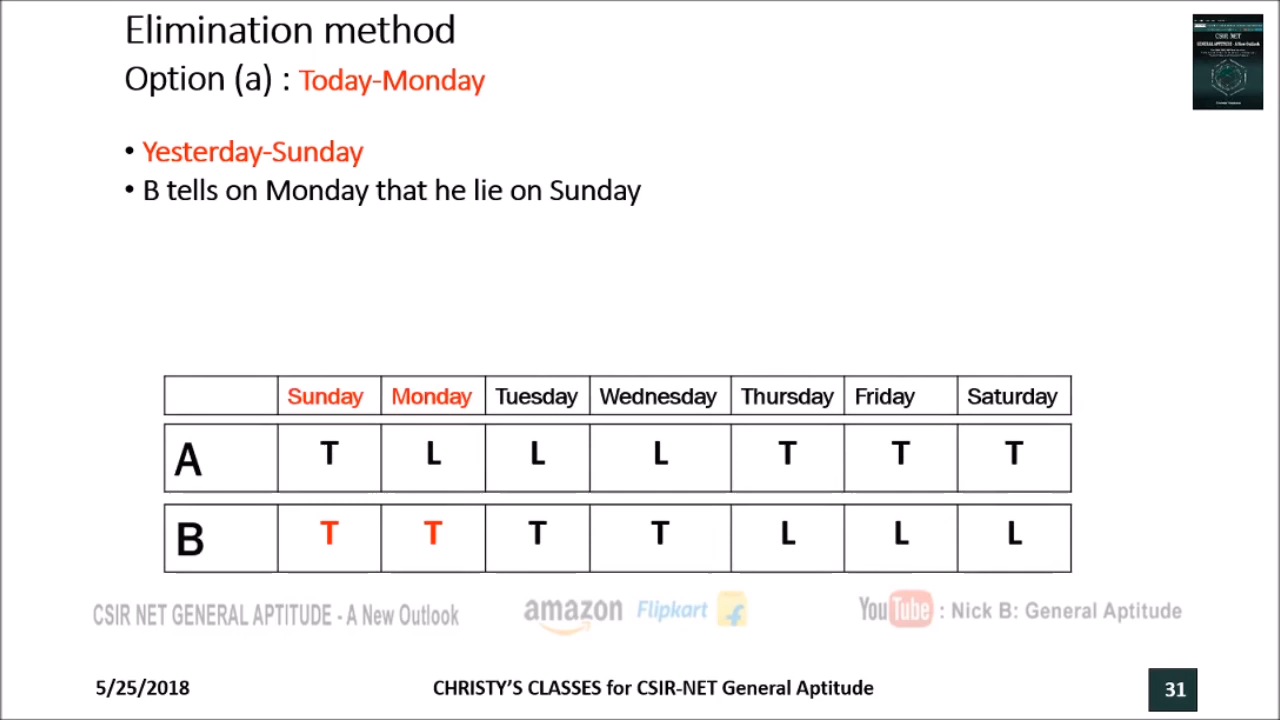 Elimination method
Option (a) : Today-Monday
CSIR NET
GENERAL APTITUDE - A New Outlook
• Yesterday-Sunday
• B tells on Monday that he lie on Sunday
Sunday Monday Tuesday Wednesday Thursday Friday Saturday
A T L L L T T T
B T T T T L L L
CSIR NET GENERAL APTITUDE - A New Outlook amazon Flipkart YouTube : Nick B: General Aptitude
5/25/2018 CHRISTY'S CLASSES for CSIR-NET General Aptitude 31